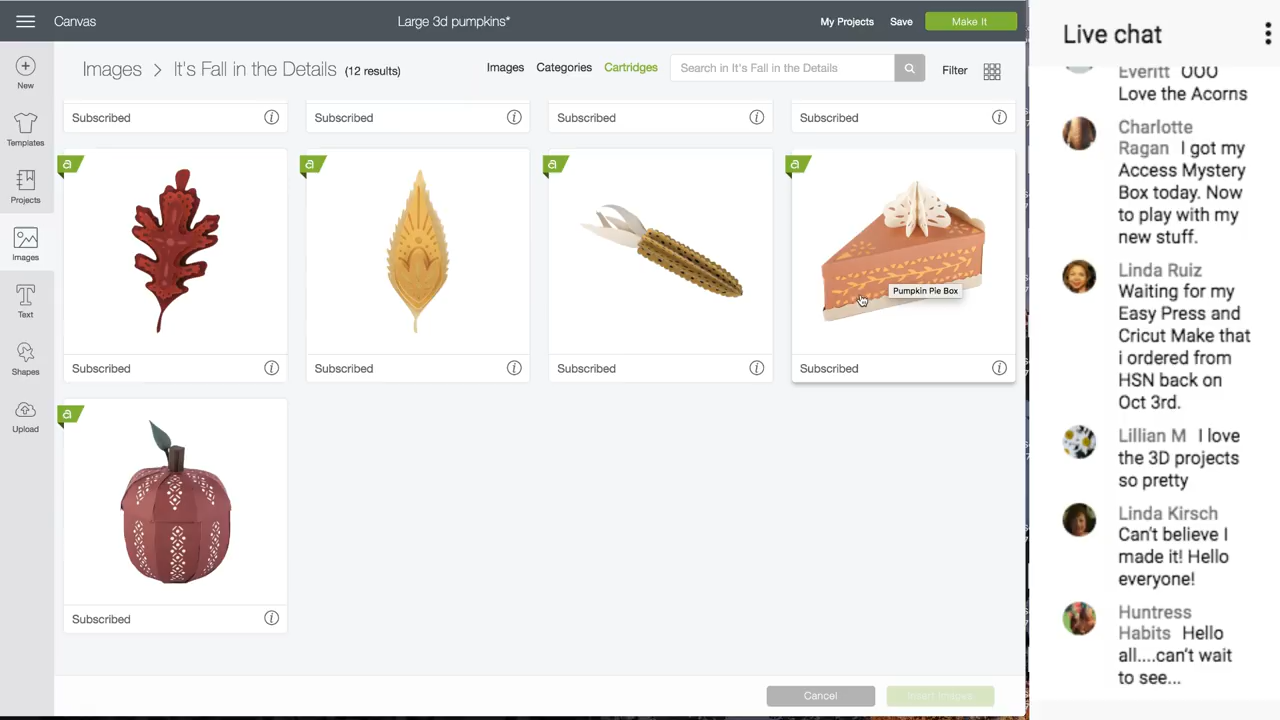 Canvas
Large 3d pumpkins*
My Projects
Save
Make It
New
Templates
Projects
Images
Text
Shapes
Upload
Images > It's Fall in the Details (12 results)
Images
Categories
Cartridges
Search in It's Fall in the Details
Filter
Subscribed
Subscribed
Subscribed
Subscribed
a
a
a
a
Pumpkin Pie Box
Subscribed
Subscribed
Subscribed
Subscribed
a
Subscribed
Cancel
Insert Images
Live chat
Everitt OOO
Love the Acorns
Charlotte
Ragan I got my
Access Mystery
Box today. Now
to play with my
new stuff.
Linda Ruiz
Waiting for my
Easy Press and
Cricut Make that
i ordered from
HSN back on
Oct 3rd.
Lillian M I love
the 3D projects
so pretty
Linda Kirsch
Can't believe I
made it! Hello
everyone!
Huntress
Habits Hello
all....can't wait
to see...